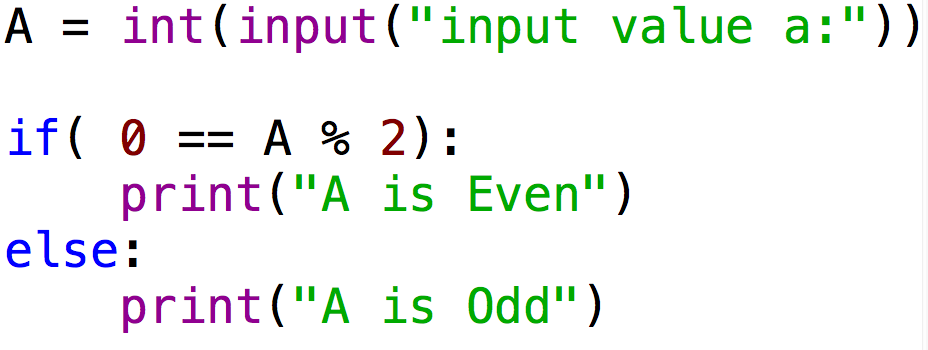 A = int(input("input value a:"))
if( 0 == A % 2):
    print("A is Even")
else:
    print("A is Odd")